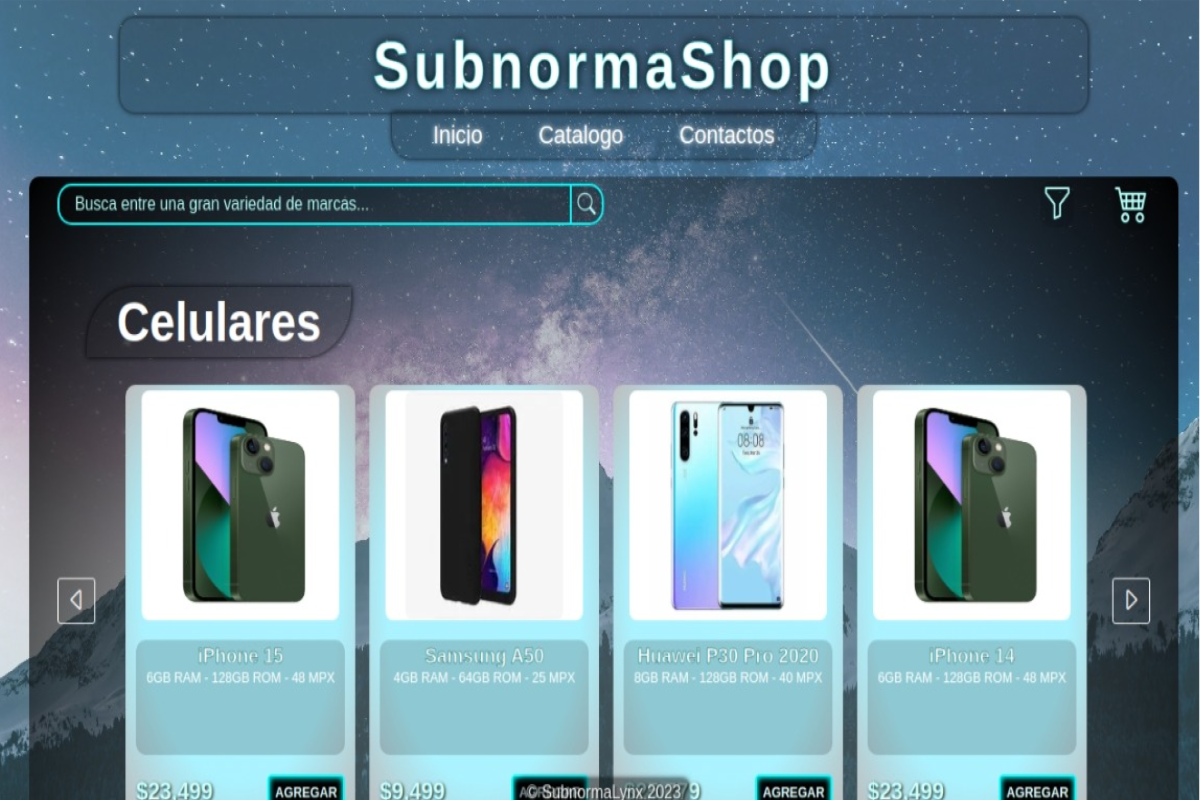 SubnormaShop
Inicio Catalogo Contactos
Busca entre una gran variedad de marcas...
Celulares
08:08
iPhone 15
6GB RAM - 128GB ROM - 48 MPX
Samsung A50
4GB RAM - 64GB ROM - 25 MPX
Huawei P30 Pro 2020
8GB RAM - 128GB ROM - 40 MPX
iPhone 14
6GB RAM - 128GB ROM - 48 MPX
$23,499 AGREGAR
$9,499 AGREGAR
AGREGAR
$23,499 AGREGAR
© SubnormaLynx 2023